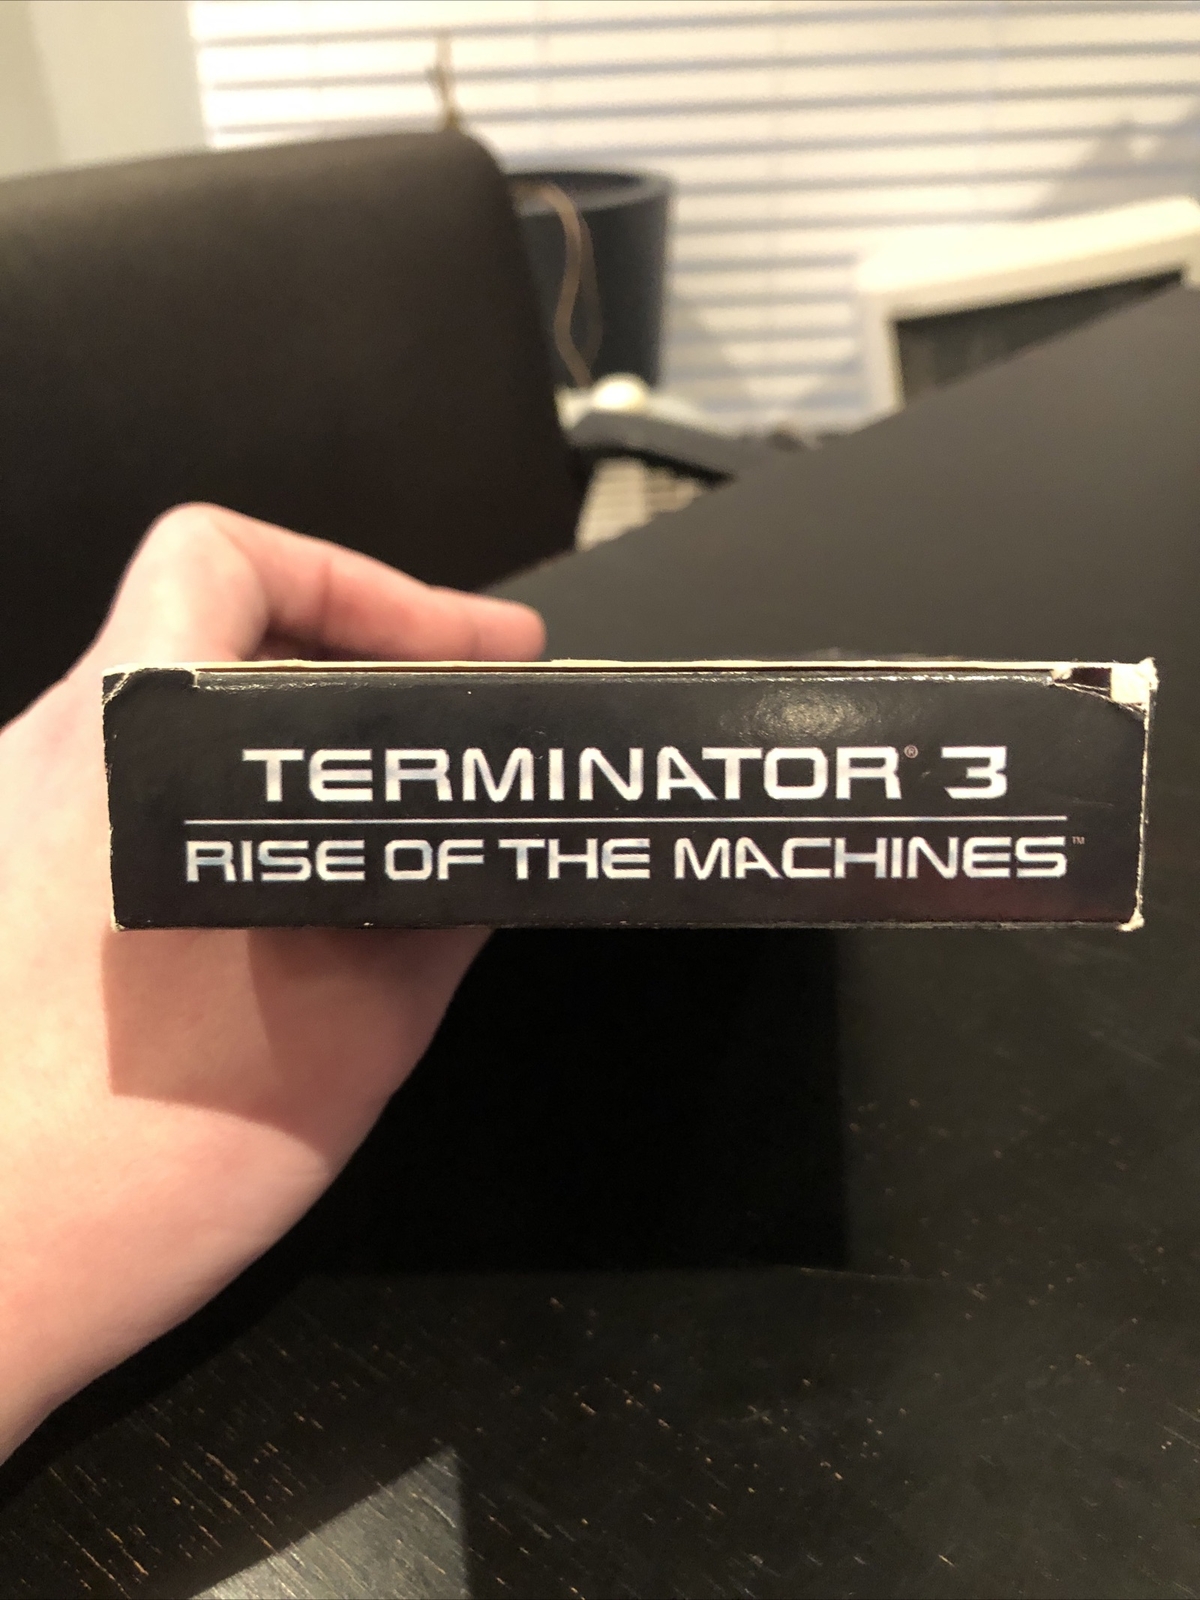 TERMINATOR® 3
RISE OF THE MACHINES™